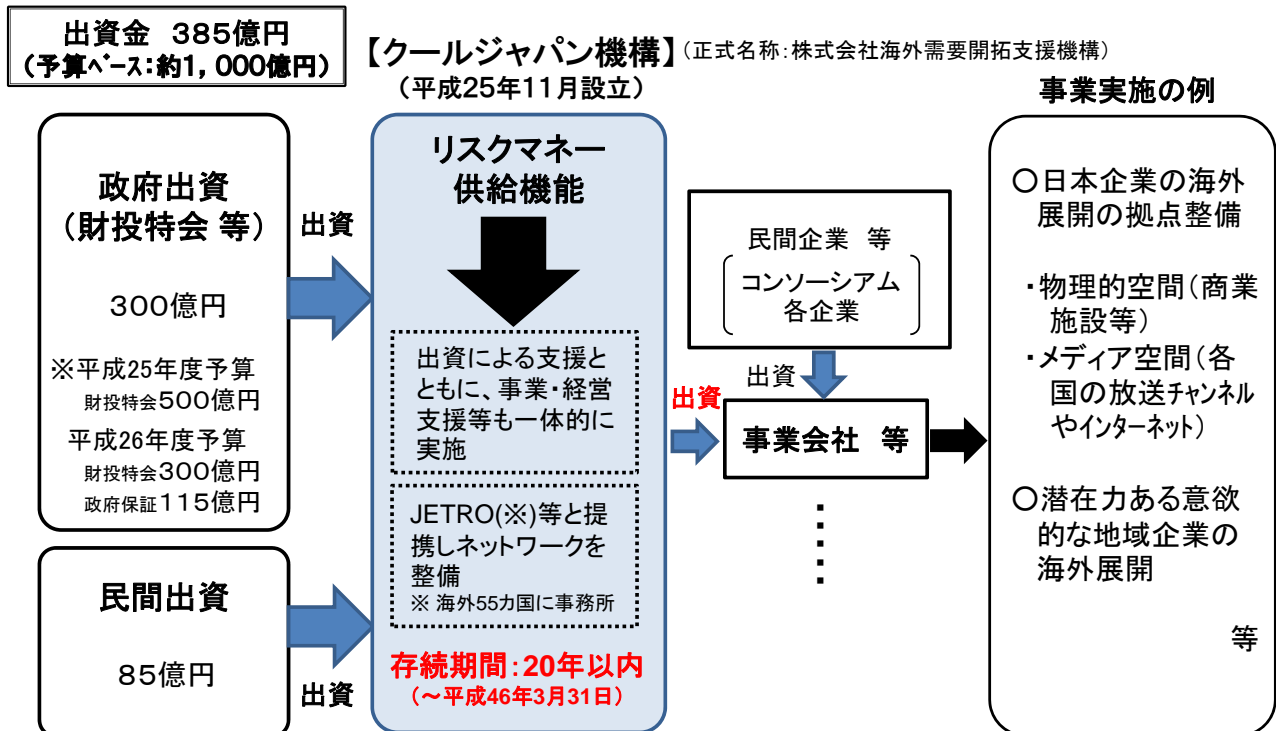 出資金 385億円
(予算ベース:約1,000億円)
【クールジャパン機構】(正式名称:株式会社海外需要開拓支援機構)
(平成25年11月設立)
政府出資
(財投特会 等)
300億円
※平成25年度予算
財投特会500億円
平成26年度予算
財投特会300億円
政府保証115億円
出資
民間出資
85億円
出資
リスクマネー
供給機能
出資による支援と
ともに、事業・経営
支援等も一体的に
実施
JETRO(※)等と提
携しネットワークを
整備
※ 海外55カ国に事務所
存続期間:20年以内
(~平成46年3月31日)
民間企業 等
コンソーシアム
各企業
出資
出資
事業会社 等
事業実施の例
○日本企業の海外
展開の拠点整備
・物理的空間(商業
施設等)
・メディア空間(各
国の放送チャンネル
やインターネット)
○潜在力ある意欲
的な地域企業の
海外展開
等